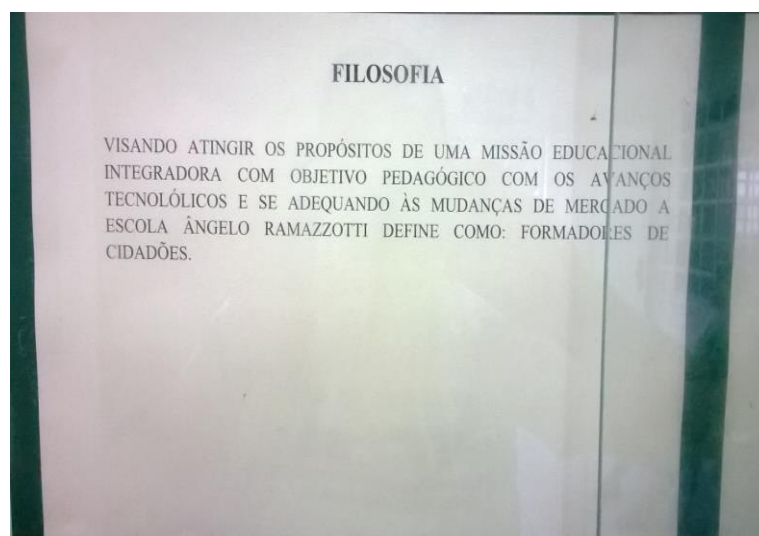 FILOSOFIA
VISANDO ATINGIR OS PROPÓSITOS DE UMA MISSÃO EDUCACIONAL
INTEGRADORA COM OBJETIVO PEDAGÓGICO COM OS AVANÇOS
TECNOLÓLICOS E SE ADEQUANDO ÀS MUDANÇAS DE MERCADO A
ESCOLA ÂNGELO RAMAZZOTTI DEFINE COMO: FORMADORES DE
CIDADÕES.